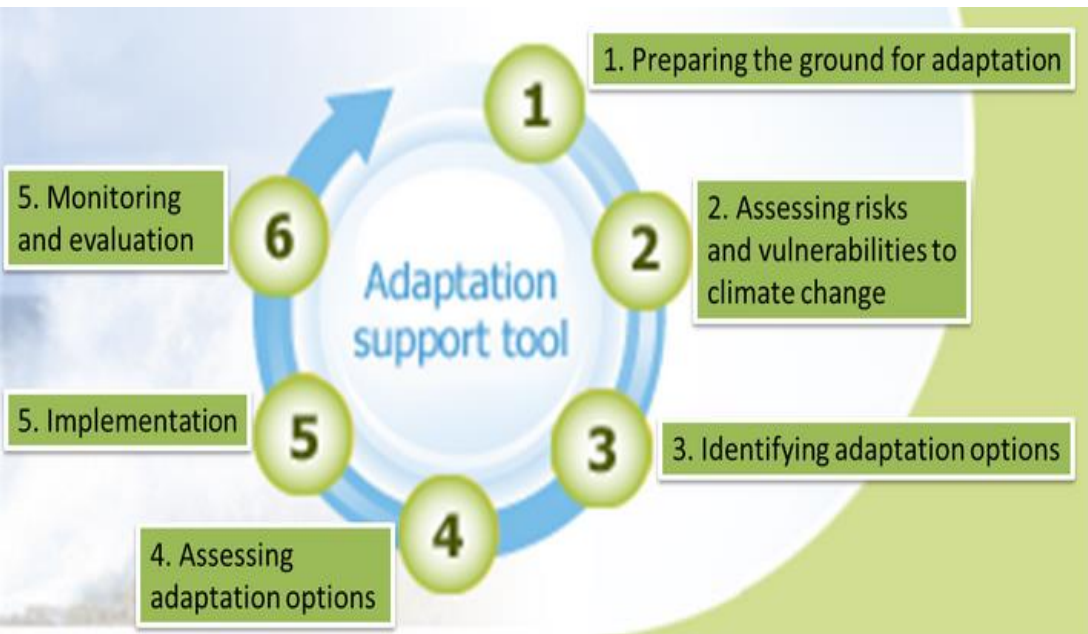 1
1. Preparing the ground for adaptation
2
2. Assessing risks
and vulnerabilities to
climate change
3
3. Identifying adaptation options
4
4. Assessing
adaptation options
5
5. Implementation
6
5. Monitoring
and evaluation
Adaptation
support tool